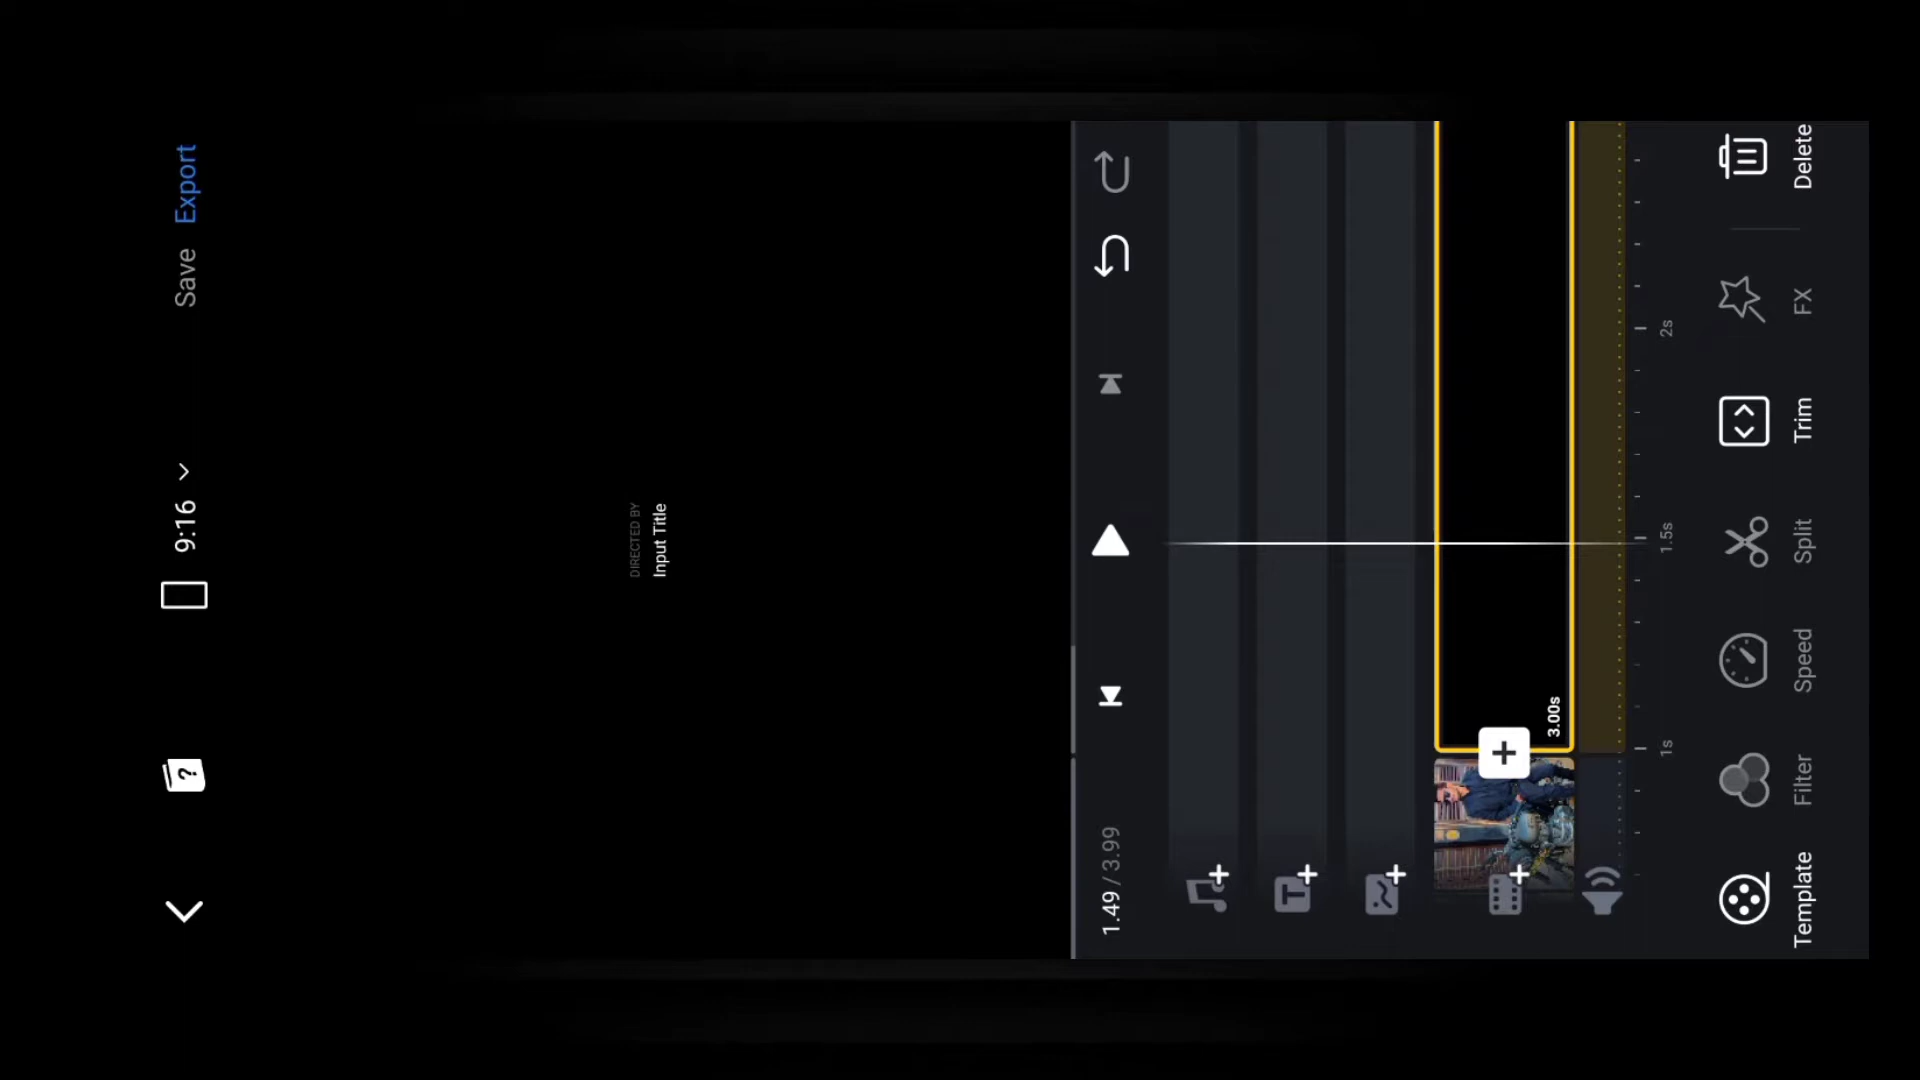 9:16
Save
Export
DIRECTED BY
Input Title
1.49 / 3.99
3.00s
1s
1.5s
2s
Template
Filter
Speed
Split
Trim
FX
Delete